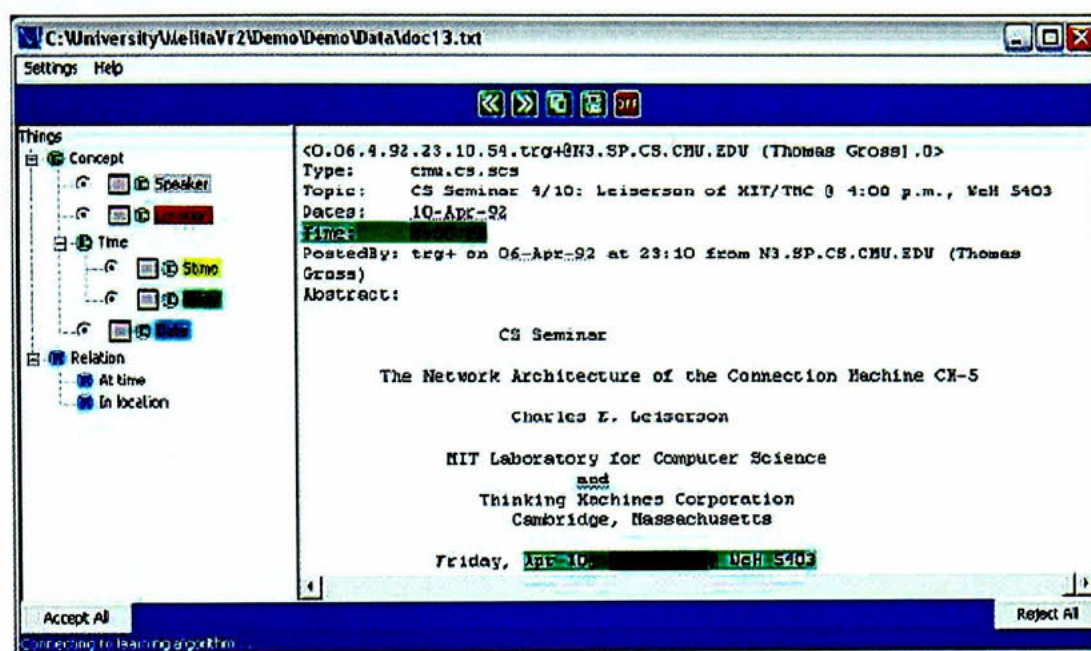 C:\University\MelitaVr2\Demo\Demo\Data\doc13.txt
Settings Help
OFF
Things
Concept
Speaker
Location
Time
Stime
Date
Relation
At time
In location
<0.06.4.92.23.10.54.trg+@N3.SP.CS.CMU.EDU (Thomas Gross).0>
Type: cmu.cs.scs
Topic: CS Seminar 4/10: Leiserson of MIT/TMC @ 4:00 p.m., WeH 5403
Dates: 10-Apr-92
Time:
PostedBy: trg+ on 06-Apr-92 at 23:10 from N3.SP.CS.CMU.EDU (Thomas
Gross)
Abstract:
CS Seminar
The Network Architecture of the Connection Machine CM-5
Charles E. Leiserson
MIT Laboratory for Computer Science
and
Thinking Machines Corporation
Cambridge, Massachusetts
Friday, Apr-10, WeH 5403
Accept All
Reject All
Connecting to learning algorithm...